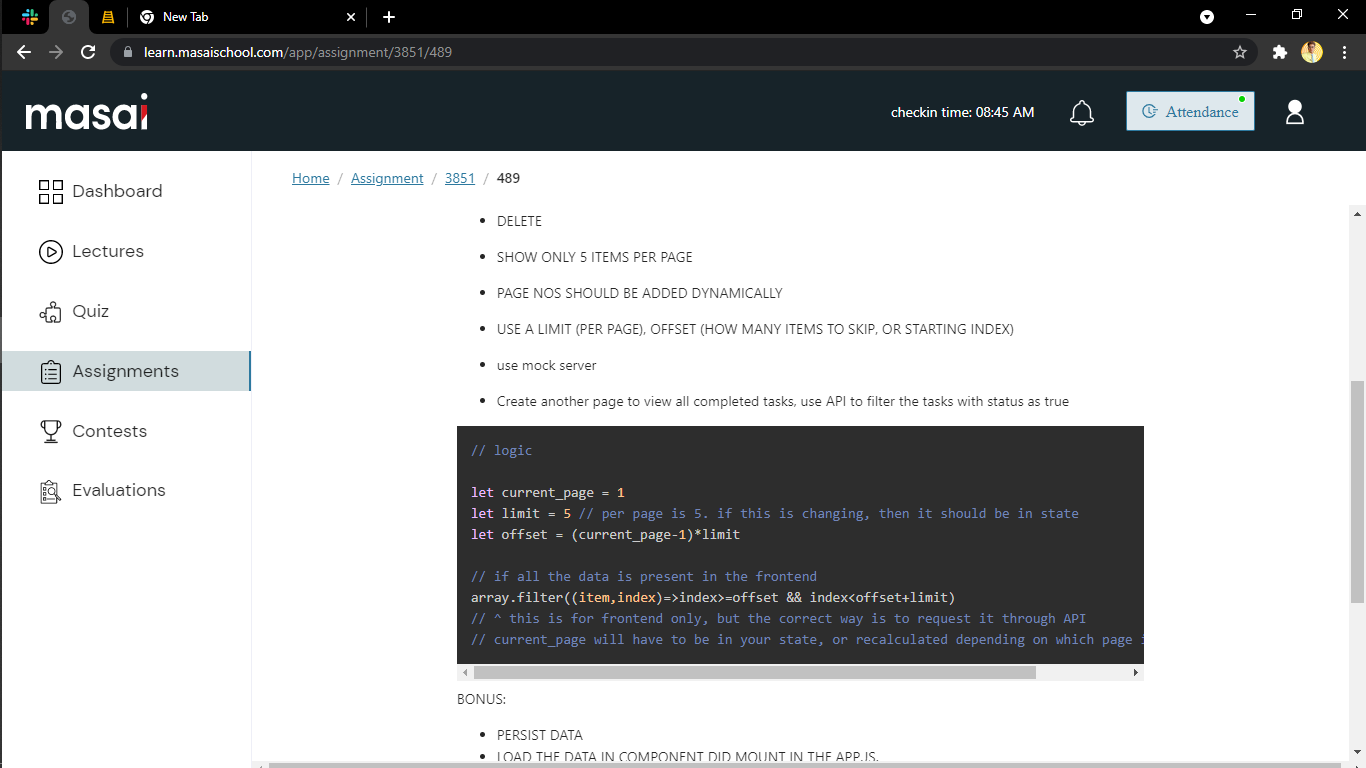 New Tab
learn.masaischool.com/app/assignment/3851/489
masai
checkin time: 08:45 AM
Attendance
Dashboard
Lectures
Quiz
Assignments
Contests
Evaluations
Home / Assignment / 3851 / 489
• DELETE
• SHOW ONLY 5 ITEMS PER PAGE
• PAGE NOS SHOULD BE ADDED DYNAMICALLY
• USE A LIMIT (PER PAGE), OFFSET (HOW MANY ITEMS TO SKIP, OR STARTING INDEX)
• use mock server
• Create another page to view all completed tasks, use API to filter the tasks with status as true
// logic
let current_page = 1
let limit = 5 // per page is 5. if this is changing, then it should be in state
let offset = (current_page-1)*limit
// if all the data is present in the frontend
array.filter((item,index)=>index>=offset && index<offset+limit)
// ^ this is for frontend only, but the correct way is to request it through API
// current_page will have to be in your state, or recalculated depending on which page
BONUS:
• PERSIST DATA
• LOAD THE DATA IN COMPONENT DID MOUNT IN THE APP.JS.